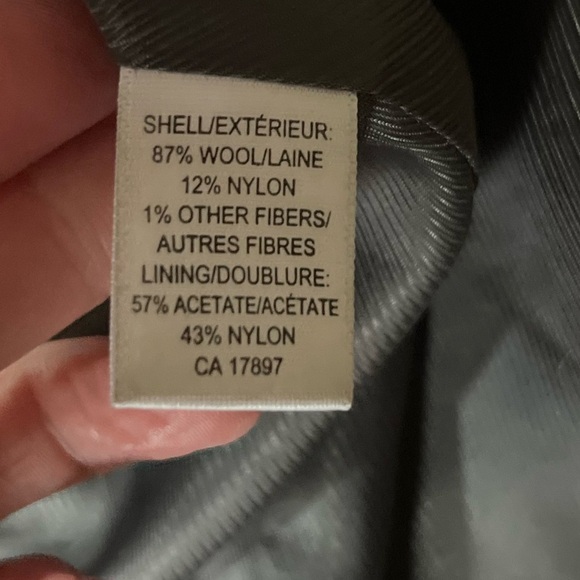 SHELL/EXTÉRIEUR:
87% WOOL/LAINE
12% NYLON
1% OTHER FIBERS/
AUTRES FIBRES
LINING/DOUBLURE:
57% ACETATE/ACÉTATE
43% NYLON
CA 17897